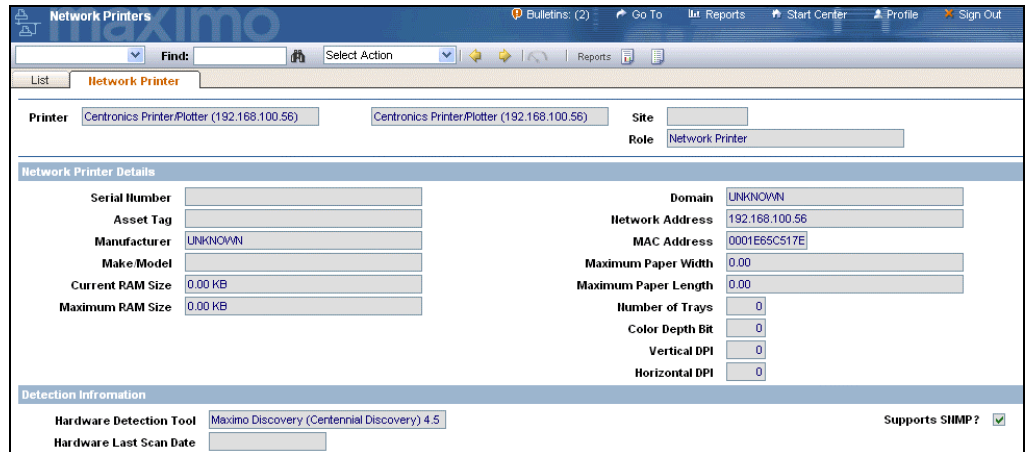 Network Printers Bulletins: (2) Go To Reports Start Center Profile Sign Out
maximo
Find: Select Action Reports
List Network Printer
Printer Centronics Printer/Plotter (192.168.100.56) Centronics Printer/Plotter (192.168.100.56) Site
Role Network Printer
Network Printer Details
Serial Number Domain UNKNOWN
Asset Tag Network Address 192.168.100.56
Manufacturer UNKNOWN MAC Address 0001E65C517E
Make/Model Maximum Paper Width 0.00
Current RAM Size 0.00 KB Maximum Paper Length 0.00
Maximum RAM Size 0.00 KB Number of Trays 0
Color Depth Bit 0
Vertical DPI 0
Horizontal DPI 0
Detection Infromation
Hardware Detection Tool Maximo Discovery (Centennial Discovery) 4.5 Supports SNMP?
Hardware Last Scan Date